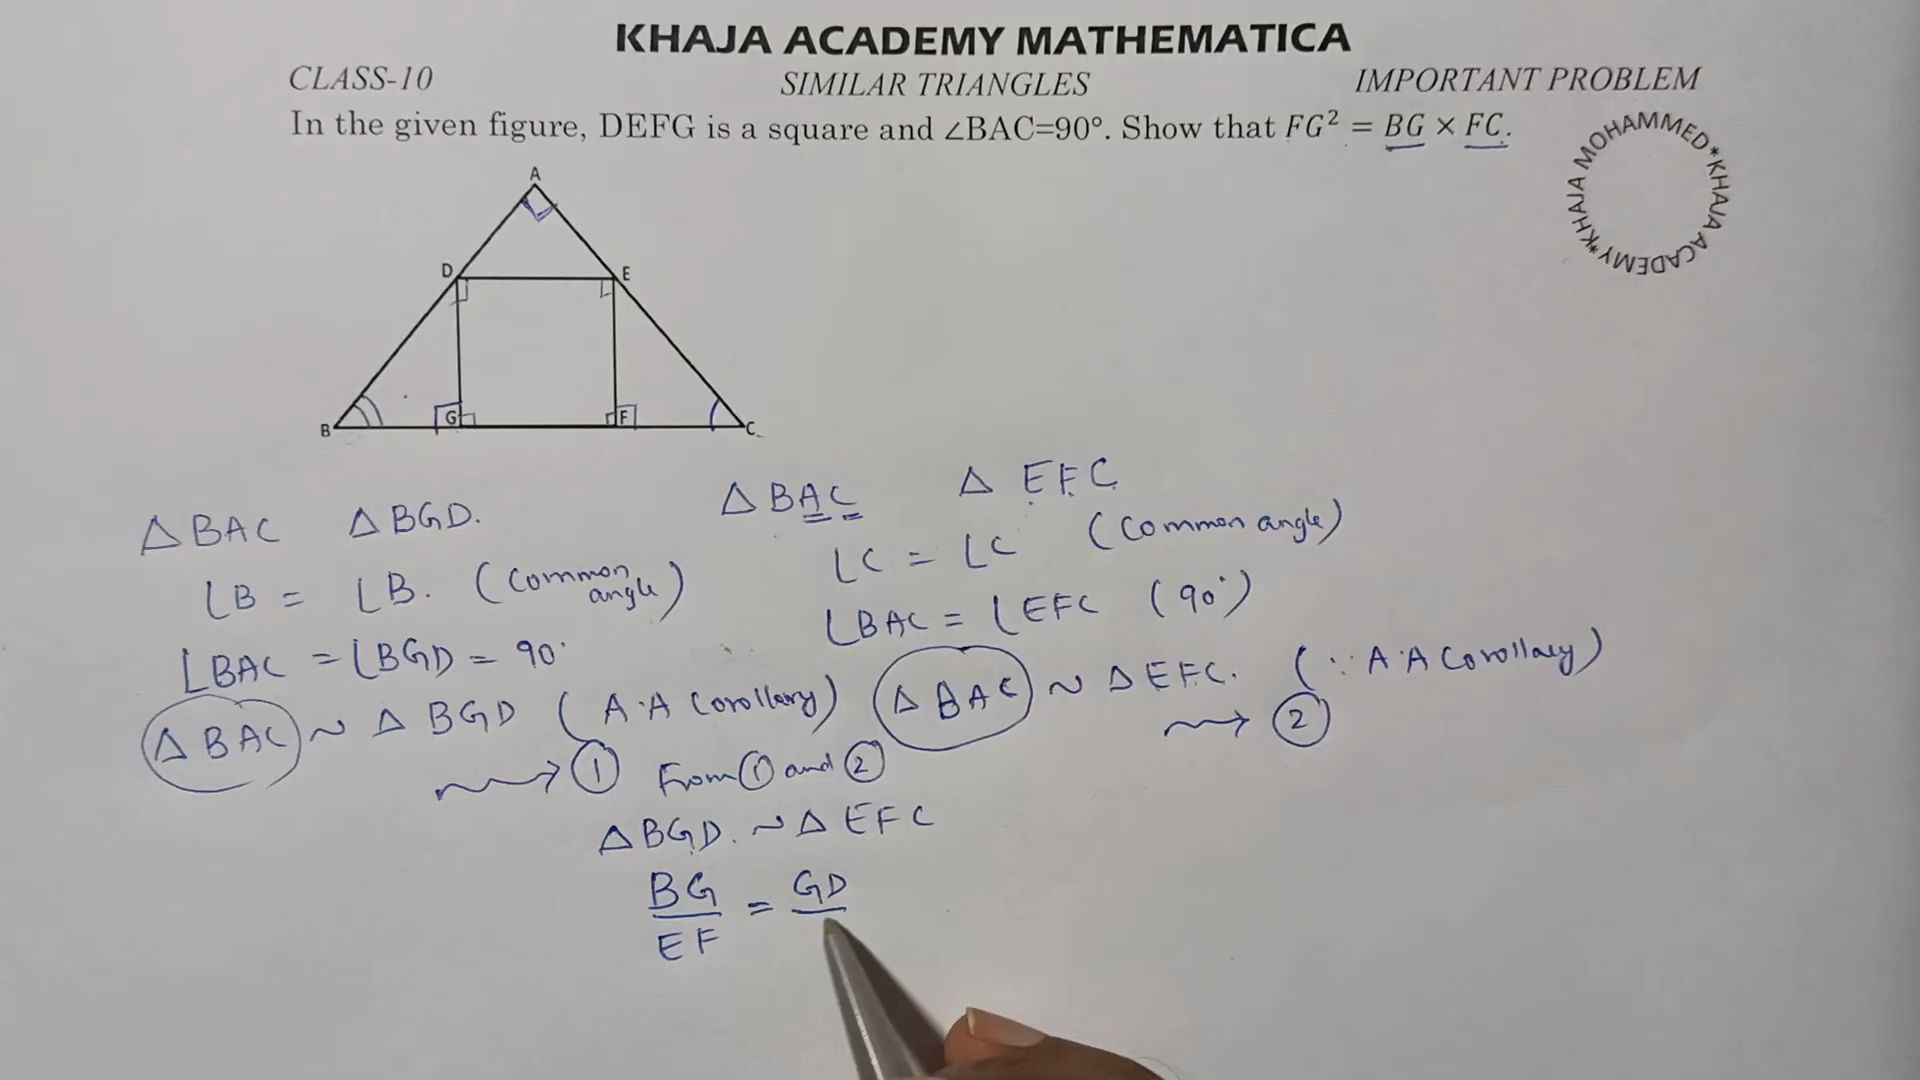 KHAJA ACADEMY MATHEMATICA
CLASS-10 SIMILAR TRIANGLES IMPORTANT PROBLEM
In the given figure, DEFG is a square and ∠BAC=90°. Show that FG² = BG × FC.
KHAJA MOHAMMED*KHAJA ACADEMY*
A
D E
B G F C
△BAC △BGD.
∠B = ∠B. (Common angle)
∠BAC = ∠BGD = 90°
△BAC ~ △BGD (A.A Corollary)
→ ①
△BAC △EFC
∠C = ∠C (Common angle)
∠BAC = ∠EFC (90°)
△BAC ~ △EFC. (∵ A.A Corollary)
→ ②
From ① and ②
△BGD. ~ △EFC
BG = GD
EF